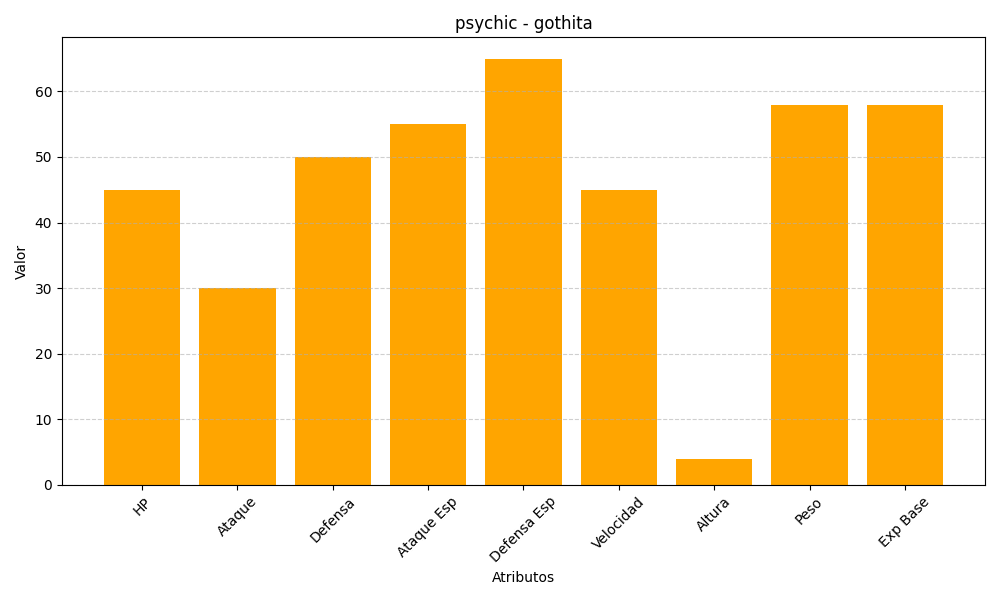 psychic - gothita
Valor
60
50
40
30
20
10
0
HP
Ataque
Defensa
Ataque Esp
Defensa Esp
Velocidad
Altura
Peso
Exp Base
Atributos